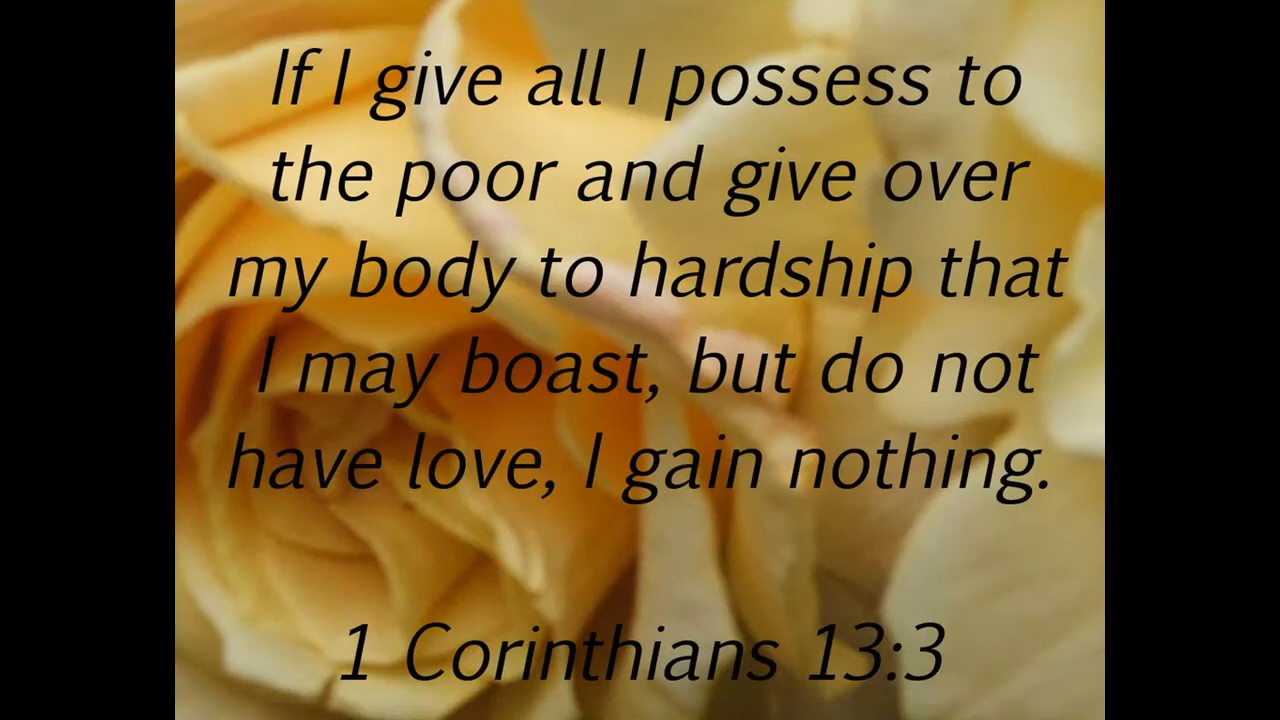 If I give all I possess to
the poor and give over
my body to hardship that
I may boast, but do not
have love, I gain nothing.
1 Corinthians 13:3